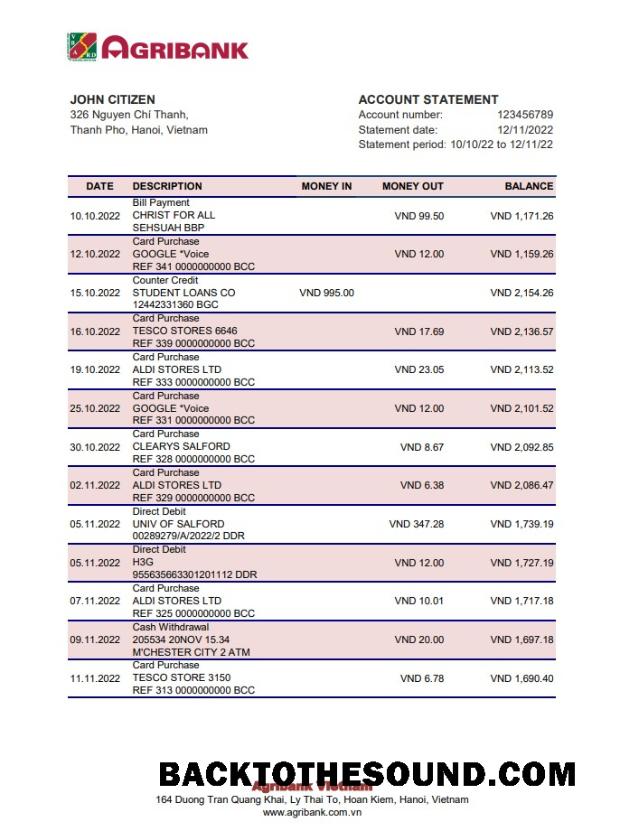 AGRIBANK
JOHN CITIZEN
326 Nguyen Chí Thanh,
Thanh Pho, Hanoi, Vietnam
ACCOUNT STATEMENT
Account number: 123456789
Statement date: 12/11/2022
Statement period: 10/10/22 to 12/11/22
DATE DESCRIPTION MONEY IN MONEY OUT BALANCE
Bill Payment
10.10.2022 CHRIST FOR ALL VND 99.50 VND 1,171.26
SEHSUAH BBP
Card Purchase
12.10.2022 GOOGLE *Voice VND 12.00 VND 1,159.26
REF 341 0000000000 BCC
Counter Credit
15.10.2022 STUDENT LOANS CO VND 995.00 VND 2,154.26
12442331360 BGC
Card Purchase
16.10.2022 TESCO STORES 6646 VND 17.69 VND 2,136.57
REF 339 0000000000 BCC
Card Purchase
19.10.2022 ALDI STORES LTD VND 23.05 VND 2,113.52
REF 333 0000000000 BCC
Card Purchase
25.10.2022 GOOGLE *Voice VND 12.00 VND 2,101.52
REF 331 0000000000 BCC
Card Purchase
30.10.2022 CLEARYS SALFORD VND 8.67 VND 2,092.85
REF 328 0000000000 BCC
Card Purchase
02.11.2022 ALDI STORES LTD VND 6.38 VND 2,086.47
REF 329 0000000000 BCC
Direct Debit
05.11.2022 UNIV OF SALFORD VND 347.28 VND 1,739.19
00289279/A/2022/2 DDR
Direct Debit
05.11.2022 H3G VND 12.00 VND 1,727.19
955635663301201112 DDR
Card Purchase
07.11.2022 ALDI STORES LTD VND 10.01 VND 1,717.18
REF 325 0000000000 BCC
Cash Withdrawal
09.11.2022 205534 20NOV 15.34 VND 20.00 VND 1,697.18
M'CHESTER CITY 2 ATM
Card Purchase
11.11.2022 TESCO STORE 3150 VND 6.78 VND 1,690.40
REF 313 0000000000 BCC
BACKTOTHESOUND.COM
Agribank Vietnam
164 Duong Tran Quang Khai, Ly Thai To, Hoan Kiem, Hanoi, Vietnam
www.agribank.com.vn